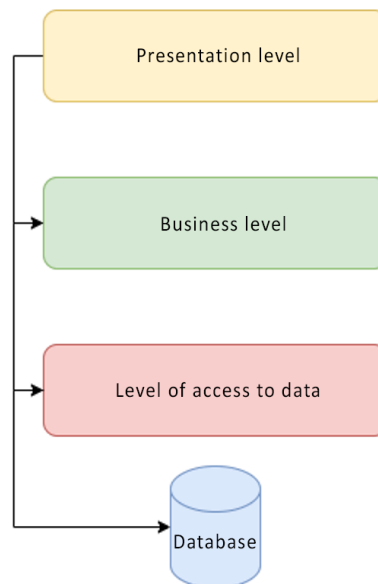 Presentation level
Business level
Level of access to data
Database